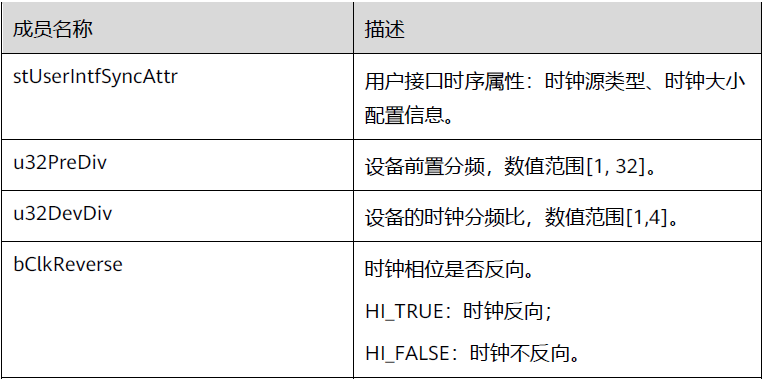 成员名称
描述
stUserIntfSyncAttr
用户接口时序属性：时钟源类型、时钟大小
配置信息。
u32PreDiv
设备前置分频，数值范围[1, 32]。
u32DevDiv
设备的时钟分频比，数值范围[1,4]。
bClkReverse
时钟相位是否反向。
HI_TRUE：时钟反向；
HI_FALSE：时钟不反向。